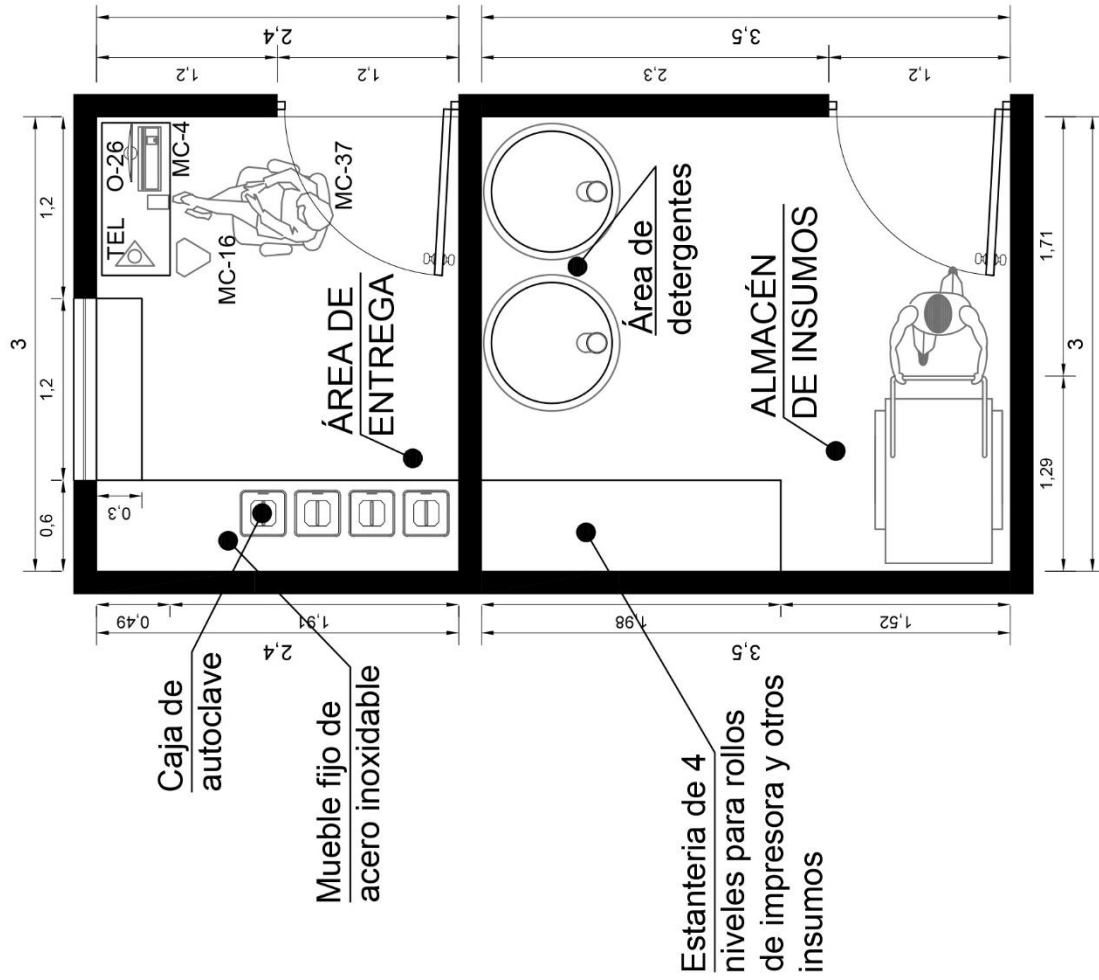 2,4
1,2
1,2
3,5
2,3
1,2
3
1,2
1,2
0,6
0,3
O-26
MC-4
TEL
MC-16
MC-37
ÁREA DE
ENTREGA
Área de
detergentes
ALMACÉN
DE INSUMOS
1,71
1,29
3
0,49
1,91
2,4
1,98
1,52
3,5
Caja de
autoclave
Mueble fijo de
acero inoxidable
Estanteria de 4
niveles para rollos
de impresora y otros
insumos